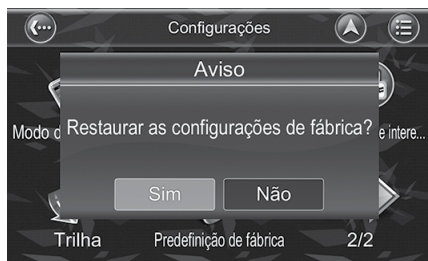 Configurações
Aviso
Modo d
Restaurar as configurações de fábrica?
e intere...
Sim
Não
Trilha
Predefinição de fábrica
2/2